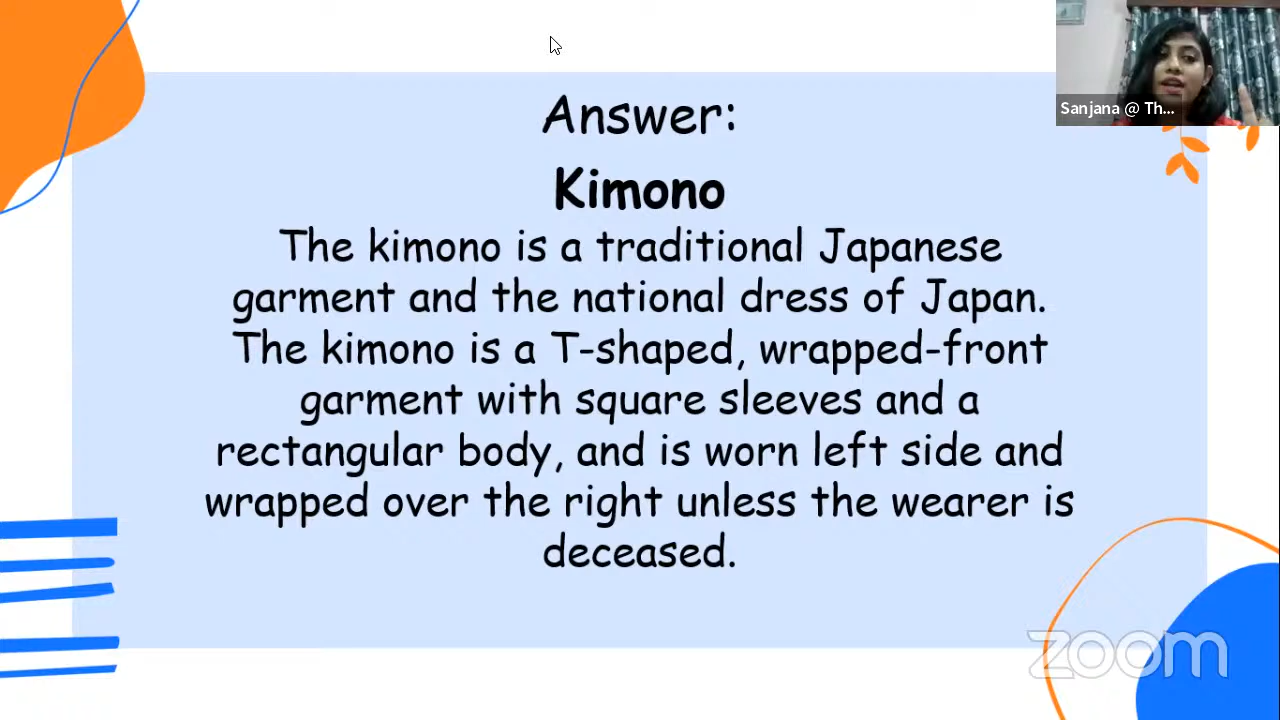 Answer:
Sanjana @ Th...
Kimono
The kimono is a traditional Japanese
garment and the national dress of Japan.
The kimono is a T-shaped, wrapped-front
garment with square sleeves and a
rectangular body, and is worn left side and
wrapped over the right unless the wearer is
deceased.
zoom